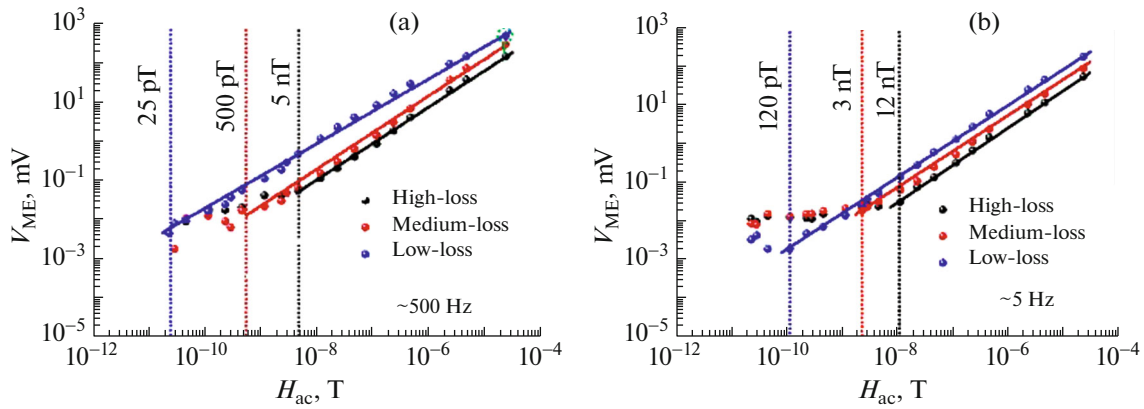 (a)
10^3
10^1
10^-1
10^-3
10^-5
V_ME, mV
25 pT
500 pT
5 nT
High-loss
Medium-loss
Low-loss
~500 Hz
10^-12
10^-10
10^-8
10^-6
10^-4
H_ac, T
(b)
10^3
10^1
10^-1
10^-3
10^-5
V_ME, mV
120 pT
3 nT
12 nT
High-loss
Medium-loss
Low-loss
~5 Hz
10^-12
10^-10
10^-8
10^-6
10^-4
H_ac, T